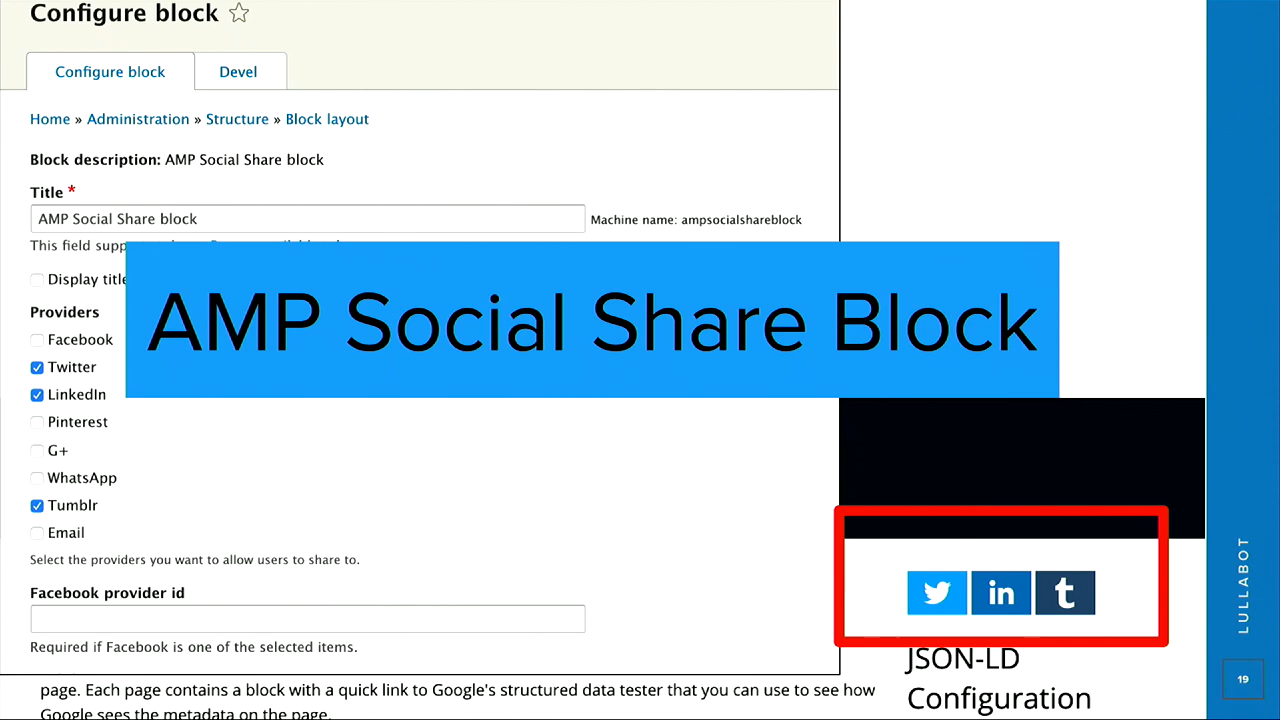 Configure block
Configure block
Devel
Home » Administration » Structure » Block layout
Block description: AMP Social Share block
Title *
AMP Social Share block
Machine name: ampsocialshareblock
This field
Display title
AMP Social Share Block
Providers
Facebook
Twitter
LinkedIn
Pinterest
G+
WhatsApp
Tumblr
Email
Select the providers you want to allow users to share to.
Facebook provider id
Required if Facebook is one of the selected items.
in
t
JSON-LD
Configuration
page. Each page contains a block with a quick link to Google's structured data tester that you can use to see how
Google sees the metadata on the page.
LULLABOT
19